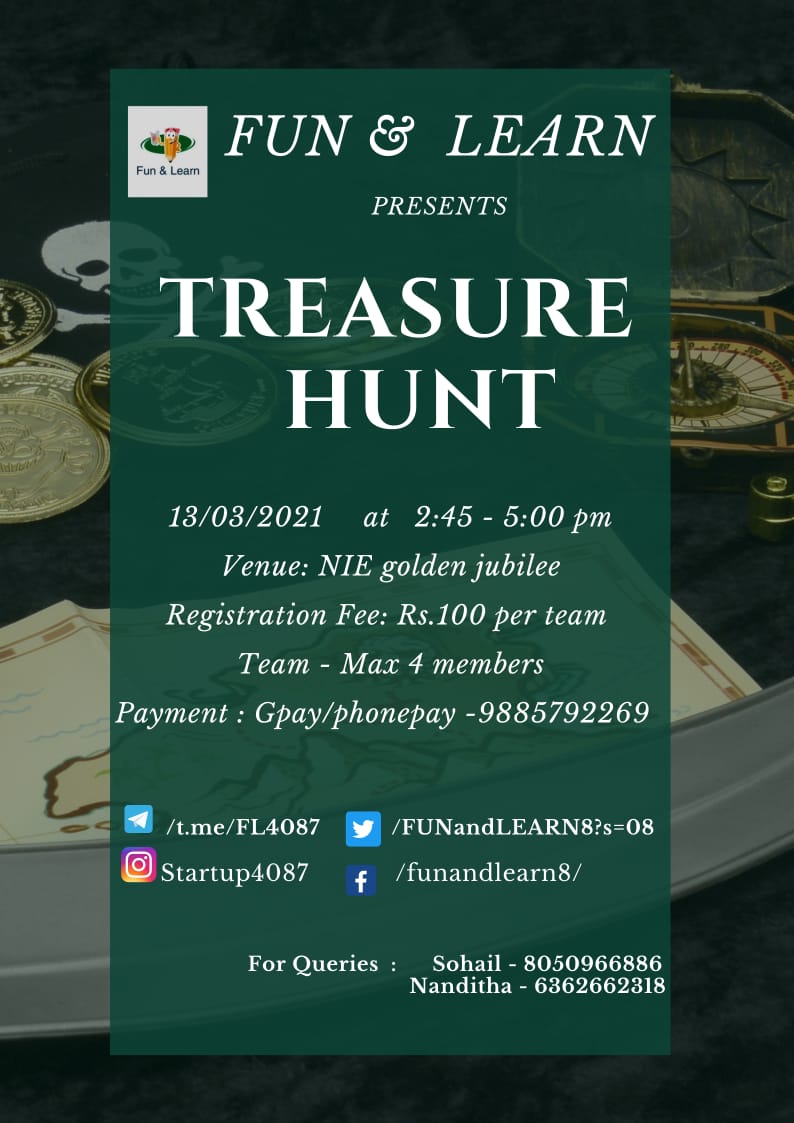 Fun & Learn
FUN & LEARN
PRESENTS
TREASURE
HUNT
13/03/2021 at 2:45 - 5:00 pm
Venue: NIE golden jubilee
Registration Fee: Rs.100 per team
Team - Max 4 members
Payment : Gpay/phonepay -9885792269
/t.me/FL4087
/FUNandLEARN8?s=08
Startup4087
/funandlearn8/
For Queries : Sohail - 8050966886
Nanditha - 6362662318